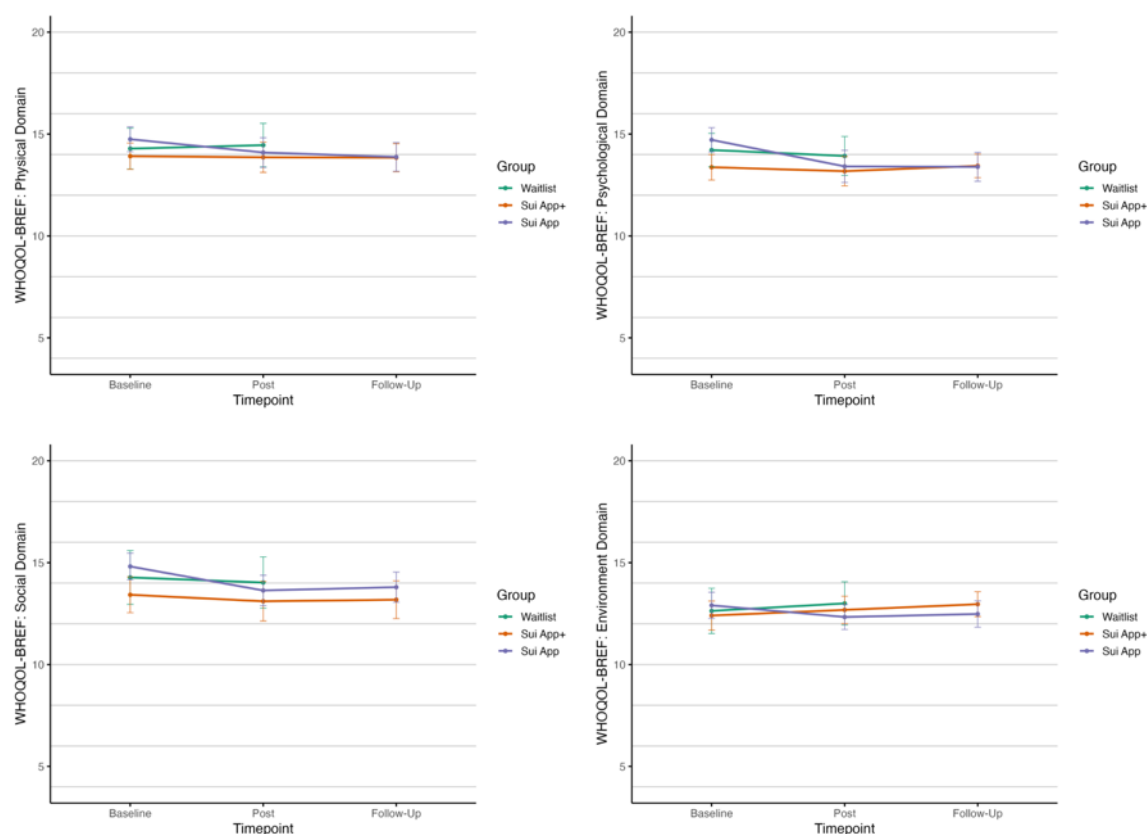 WHOQOL-BREF: Physical Domain
20
15
10
5
Baseline
Post
Follow-Up
Timepoint
Group
Waitlist
Sui App+
Sui App
WHOQOL-BREF: Psychological Domain
20
15
10
5
Baseline
Post
Follow-Up
Timepoint
Group
Waitlist
Sui App+
Sui App
WHOQOL-BREF: Social Domain
20
15
10
5
Baseline
Post
Follow-Up
Timepoint
Group
Waitlist
Sui App+
Sui App
WHOQOL-BREF: Environment Domain
20
15
10
5
Baseline
Post
Follow-Up
Timepoint
Group
Waitlist
Sui App+
Sui App